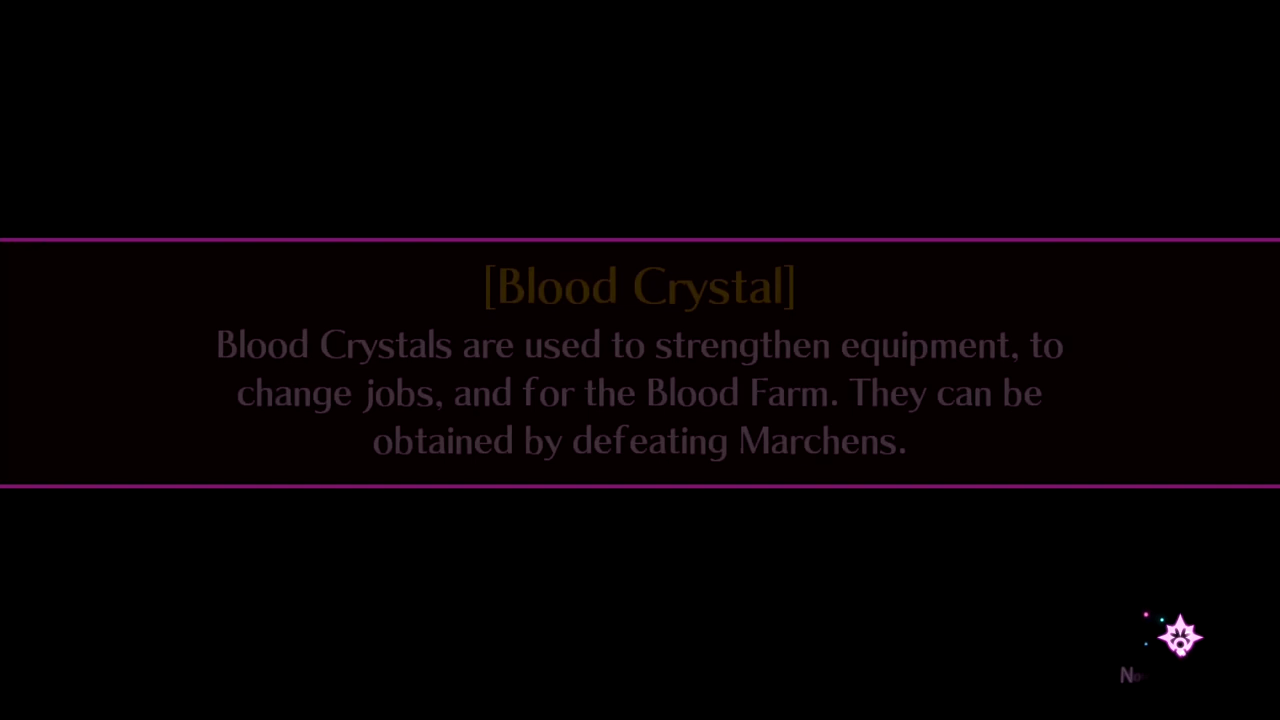 [Blood Crystal]
Blood Crystals are used to strengthen equipment, to
change jobs, and for the Blood Farm. They can be
obtained by defeating Marchens.